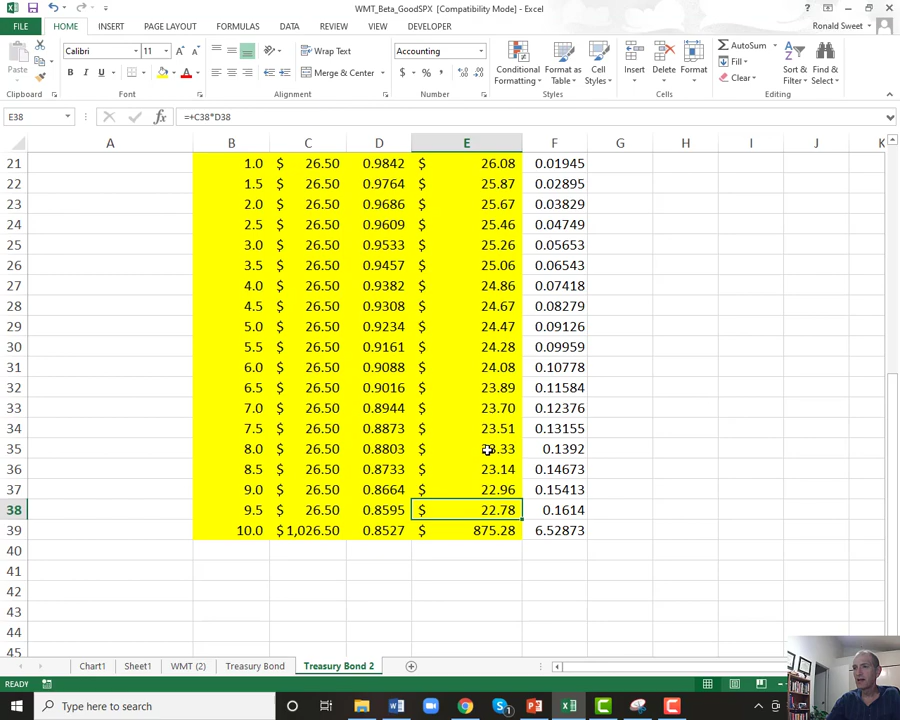 WMT_Beta_GoodSPX [Compatibility Mode] - Excel
FILE HOME INSERT PAGE LAYOUT FORMULAS DATA REVIEW VIEW DEVELOPER Ronald Sweet
Paste Calibri 11 Wrap Text Accounting Conditional Formatting Format as Table Cell Styles Insert Delete Format AutoSum Sort & Filter Find & Select
B I U Merge & Center $ % , Fill
Clear
Clipboard Font Alignment Number Styles Cells Editing
E38 =+C38*D38
A B C D E F G H I J K
21 1.0 $ 26.50 0.9842 $ 26.08 0.01945
22 1.5 $ 26.50 0.9764 $ 25.87 0.02895
23 2.0 $ 26.50 0.9686 $ 25.67 0.03829
24 2.5 $ 26.50 0.9609 $ 25.46 0.04749
25 3.0 $ 26.50 0.9533 $ 25.26 0.05653
26 3.5 $ 26.50 0.9457 $ 25.06 0.06543
27 4.0 $ 26.50 0.9382 $ 24.86 0.07418
28 4.5 $ 26.50 0.9308 $ 24.67 0.08279
29 5.0 $ 26.50 0.9234 $ 24.47 0.09126
30 5.5 $ 26.50 0.9161 $ 24.28 0.09959
31 6.0 $ 26.50 0.9088 $ 24.08 0.10778
32 6.5 $ 26.50 0.9016 $ 23.89 0.11584
33 7.0 $ 26.50 0.8944 $ 23.70 0.12376
34 7.5 $ 26.50 0.8873 $ 23.51 0.13155
35 8.0 $ 26.50 0.8803 $ 23.33 0.1392
36 8.5 $ 26.50 0.8733 $ 23.14 0.14673
37 9.0 $ 26.50 0.8664 $ 22.96 0.15413
38 9.5 $ 26.50 0.8595 $ 22.78 0.1614
39 10.0 $ 1,026.50 0.8527 $ 875.28 6.52873
40
41
42
43
44
45
Chart1 Sheet1 WMT (2) Treasury Bond Treasury Bond 2
READY
Type here to search